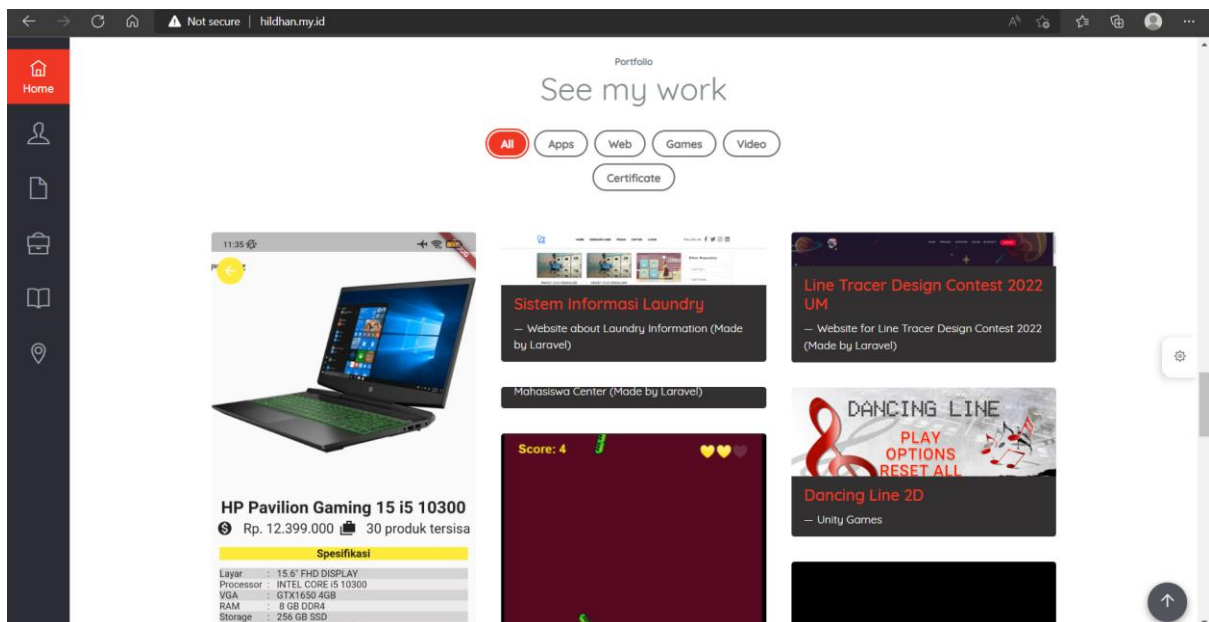 Not secure | hildhan.my.id
Home
Portfolio
See my work
All
Apps
Web
Games
Video
Certificate
11:35
HP Pavilion Gaming 15 i5 10300
Rp. 12.399.000 30 produk tersisa
Spesifikasi
Layar : 15.6" FHD DISPLAY
Processor : INTEL CORE i5 10300
VGA : GTX1650 4GB
RAM : 8 GB DDR4
Storage : 256 GB SSD
Sistem Informasi Laundry
— Website about Laundry Information (Made
by Laravel)
Mahasiswa Center (Made by Laravel)
Score: 4
Line Tracer Design Contest 2022
UM
— Website for Line Tracer Design Contest 2022
(Made by Laravel)
DANCING LINE
PLAY
OPTIONS
RESET ALL
Dancing Line 2D
— Unity Games